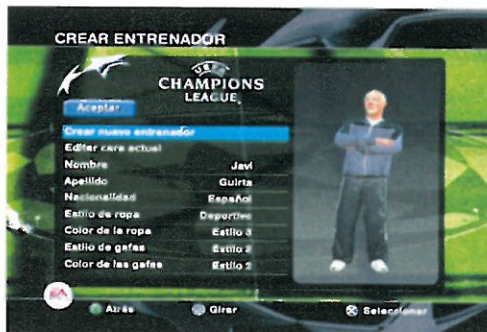 CREAR ENTRENADOR
UEFA
CHAMPIONS
LEAGUE
Aceptar
Crear nuevo entrenador
Editar cara actual
Nombre Javi
Apellido Guirta
Nacionalidad Español
Estilo de ropa Deportivo
Color de la ropa Estilo 3
Estilo de gafas Estilo 2
Color de las gafas Estilo 2
EA
Atrás Girar Seleccionar